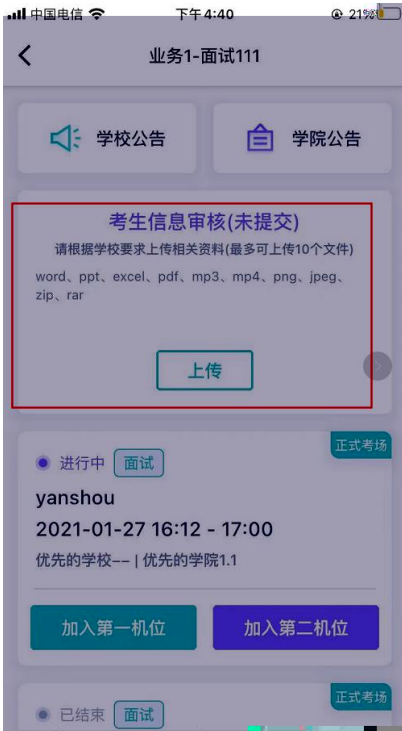 中国电信 下午4:40 21%
业务1-面试111
学校公告 学院公告
考生信息审核(未提交)
请根据学校要求上传相关资料(最多可上传10个文件)
word、ppt、excel、pdf、mp3、mp4、png、jpeg、
zip、rar
上传
正式考场
进行中 面试
yanshou
2021-01-27 16:12 - 17:00
优先的学校-- | 优先的学院1.1
加入第一机位 加入第二机位
正式考场
已结束 面试